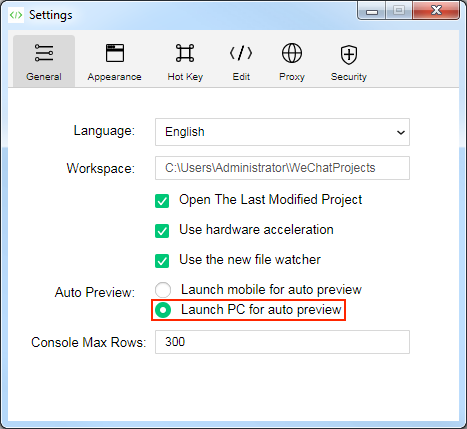 Settings
General Appearance Hot Key Edit Proxy Security
Language: English
Workspace: C:\Users\Administrator\WeChatProjects
Open The Last Modified Project
Use hardware acceleration
Use the new file watcher
Auto Preview: Launch mobile for auto preview
Launch PC for auto preview
Console Max Rows: 300